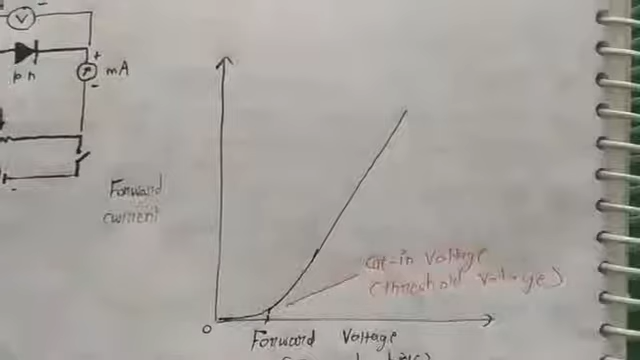 V
+
p n
mA
-
Forward
current
Cut-in voltage
(threshold voltage)
0
Forward Voltage